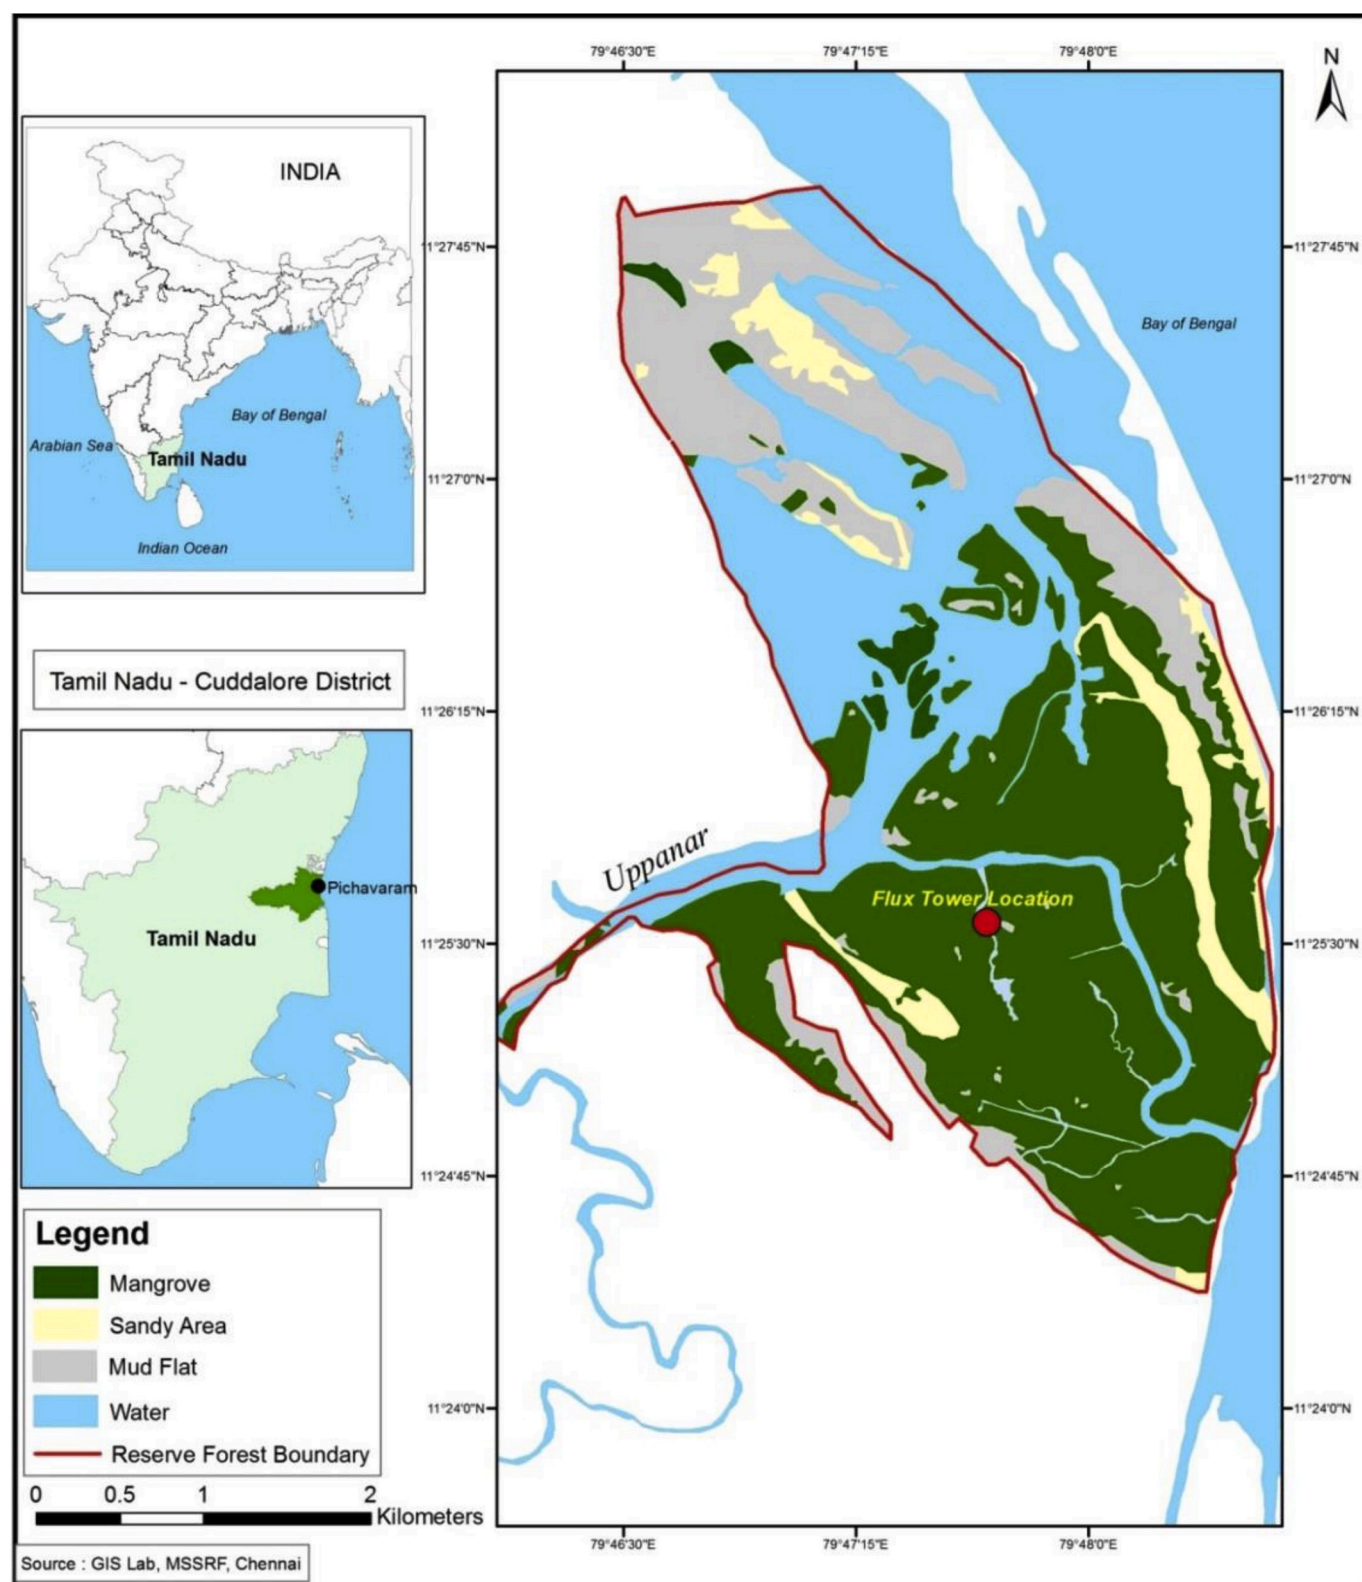 79°46'30"E
79°47'15"E
79°48'0"E
N
INDIA
Bay of Bengal
Arabian Sea
Tamil Nadu
Indian Ocean
Tamil Nadu - Cuddalore District
Pichavaram
Tamil Nadu
Legend
Mangrove
Sandy Area
Mud Flat
Water
Reserve Forest Boundary
0 0.5 1 2
Kilometers
Source : GIS Lab, MSSRF, Chennai
11°27'45"N
11°27'45"N
Bay of Bengal
11°27'0"N
11°27'0"N
11°26'15"N
11°26'15"N
Uppanar
Flux Tower Location
11°25'30"N
11°25'30"N
11°24'45"N
11°24'45"N
11°24'0"N
11°24'0"N
79°46'30"E
79°47'15"E
79°48'0"E